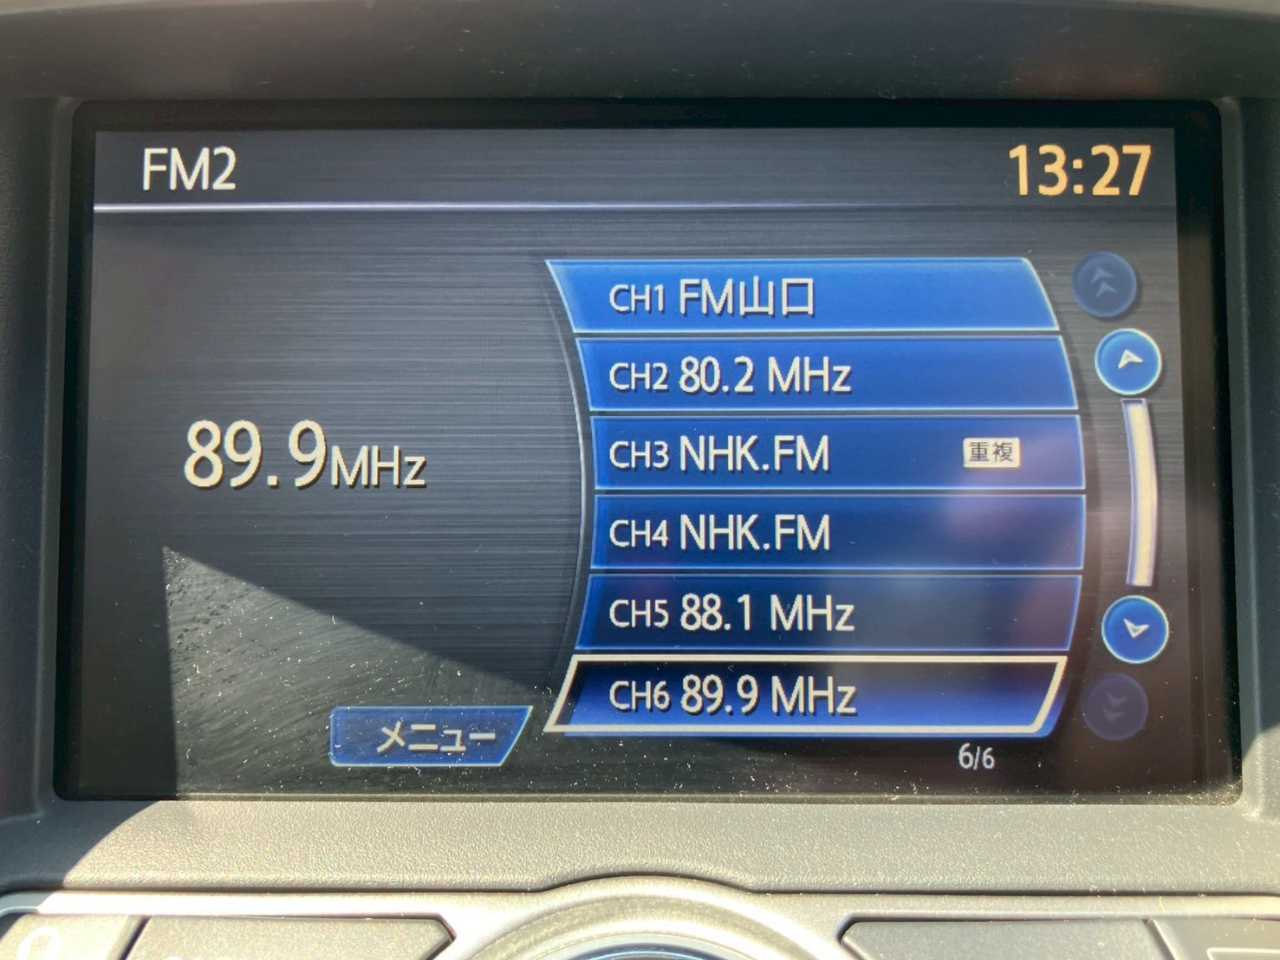 FM2
13:27
CH1 FM山口
CH2 80.2 MHz
CH3 NHK.FM 重複
CH4 NHK.FM
89.9MHz
CH5 88.1 MHz
CH6 89.9 MHz
メニュー
6/6